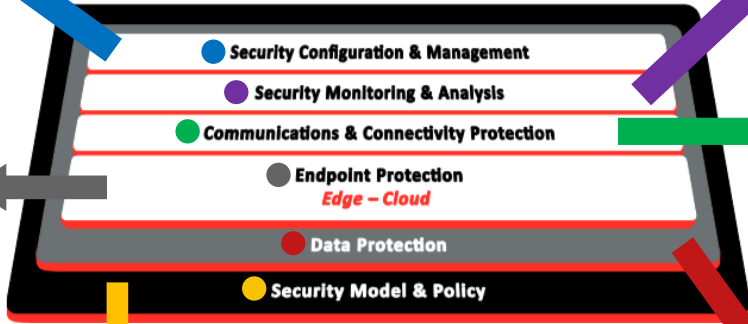 Security Configuration & Management
Security Monitoring & Analysis
Communications & Connectivity Protection
Endpoint Protection
Edge – Cloud
Data Protection
Security Model & Policy